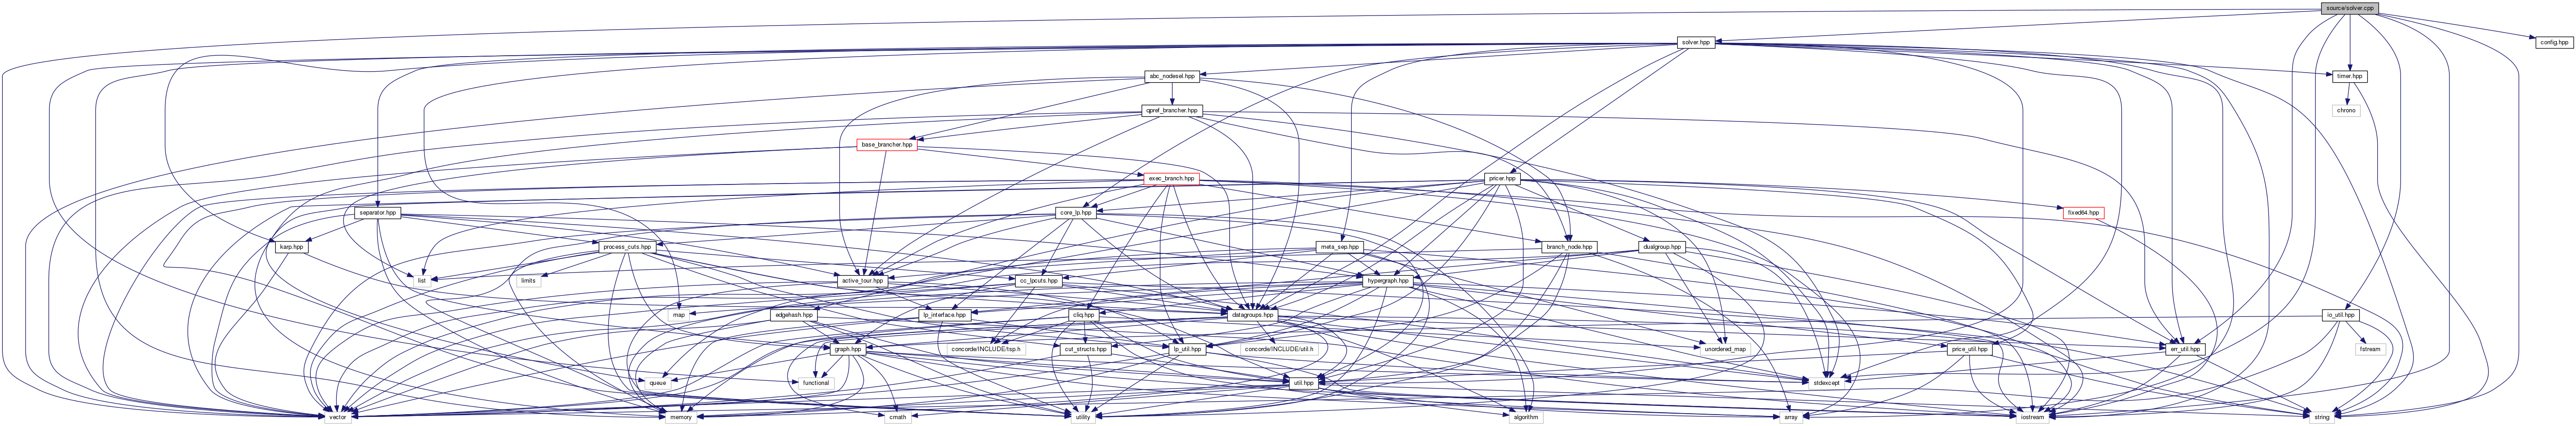 source/solver.cpp
solver.hpp
config.hpp
abc_nodesel.hpp
timer.hpp
qpref_brancher.hpp
chrono
base_brancher.hpp
exec_branch.hpp
pricer.hpp
separator.hpp
core_lp.hpp
fixed64.hpp
karp.hpp
process_cuts.hpp
meta_sep.hpp
branch_node.hpp
dualgroup.hpp
list
limits
active_tour.hpp
cc_lpcuts.hpp
hypergraph.hpp
map
edgehash.hpp
lp_interface.hpp
cliq.hpp
datagroups.hpp
io_util.hpp
graph.hpp
concorde/INCLUDE/tsp.h
cut_structs.hpp
lp_util.hpp
concorde/INCLUDE/util.h
unordered_map
price_util.hpp
err_util.hpp
fstream
queue
functional
util.hpp
stdexcept
vector
memory
cmath
utility
algorithm
array
iostream
string